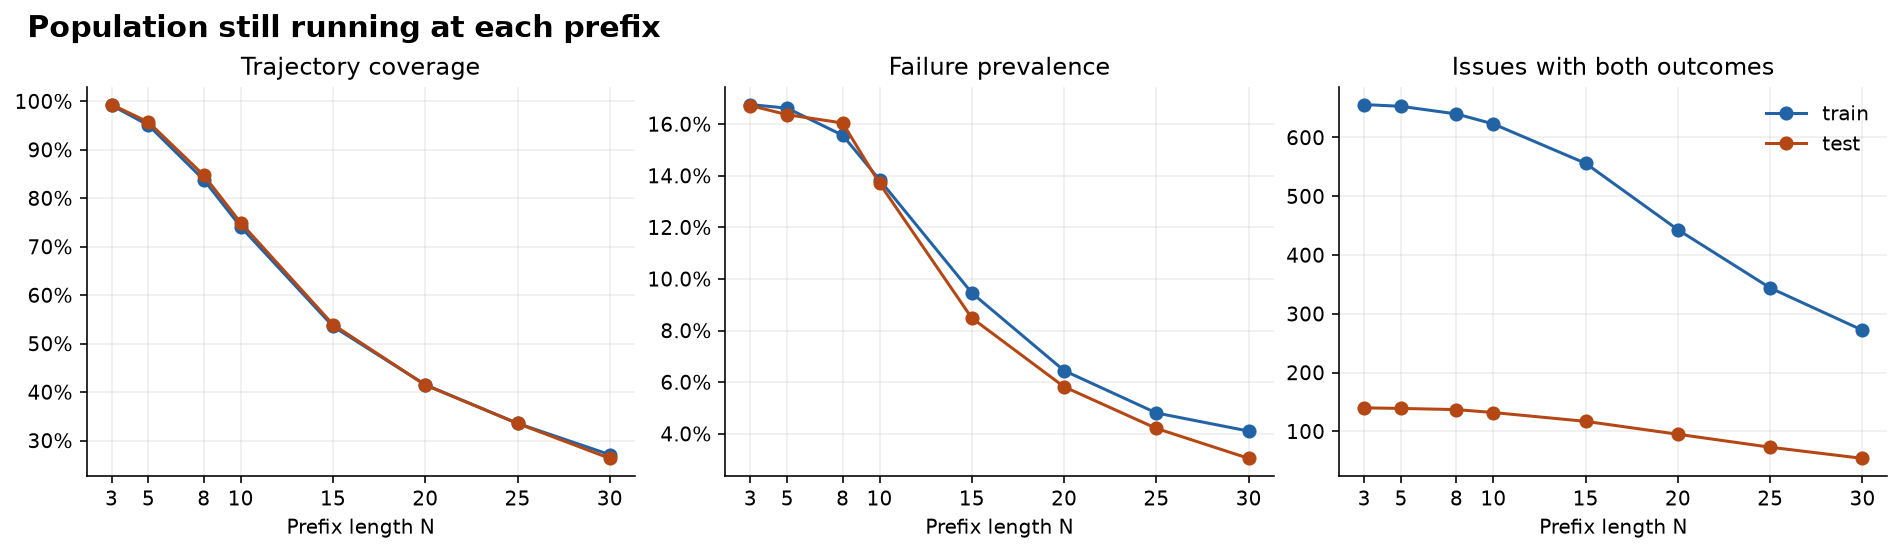 Population still running at each prefix
Trajectory coverage
100%
90%
80%
70%
60%
50%
40%
30%
3 5 8 10 15 20 25 30
Prefix length N
Failure prevalence
16.0%
14.0%
12.0%
10.0%
8.0%
6.0%
4.0%
3 5 8 10 15 20 25 30
Prefix length N
Issues with both outcomes
train
test
600
500
400
300
200
100
3 5 8 10 15 20 25 30
Prefix length N